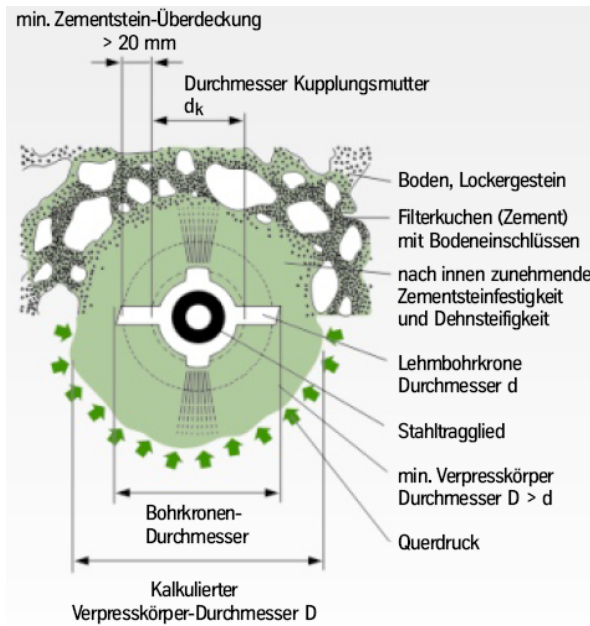 min. Zementstein-Überdeckung
> 20 mm
Durchmesser Kupplungsmutter
dk
Boden, Lockergestein
Filterkuchen (Zement)
mit Bodeneinschlüssen
nach innen zunehmende
Zementsteinfestigkeit
und Dehnsteifigkeit
Lehmbohrkrone
Durchmesser d
Stahltragglied
min. Verpresskörper
Durchmesser D > d
Querdruck
Bohrkronen-
Durchmesser
Kalkulierter
Verpresskörper-Durchmesser D